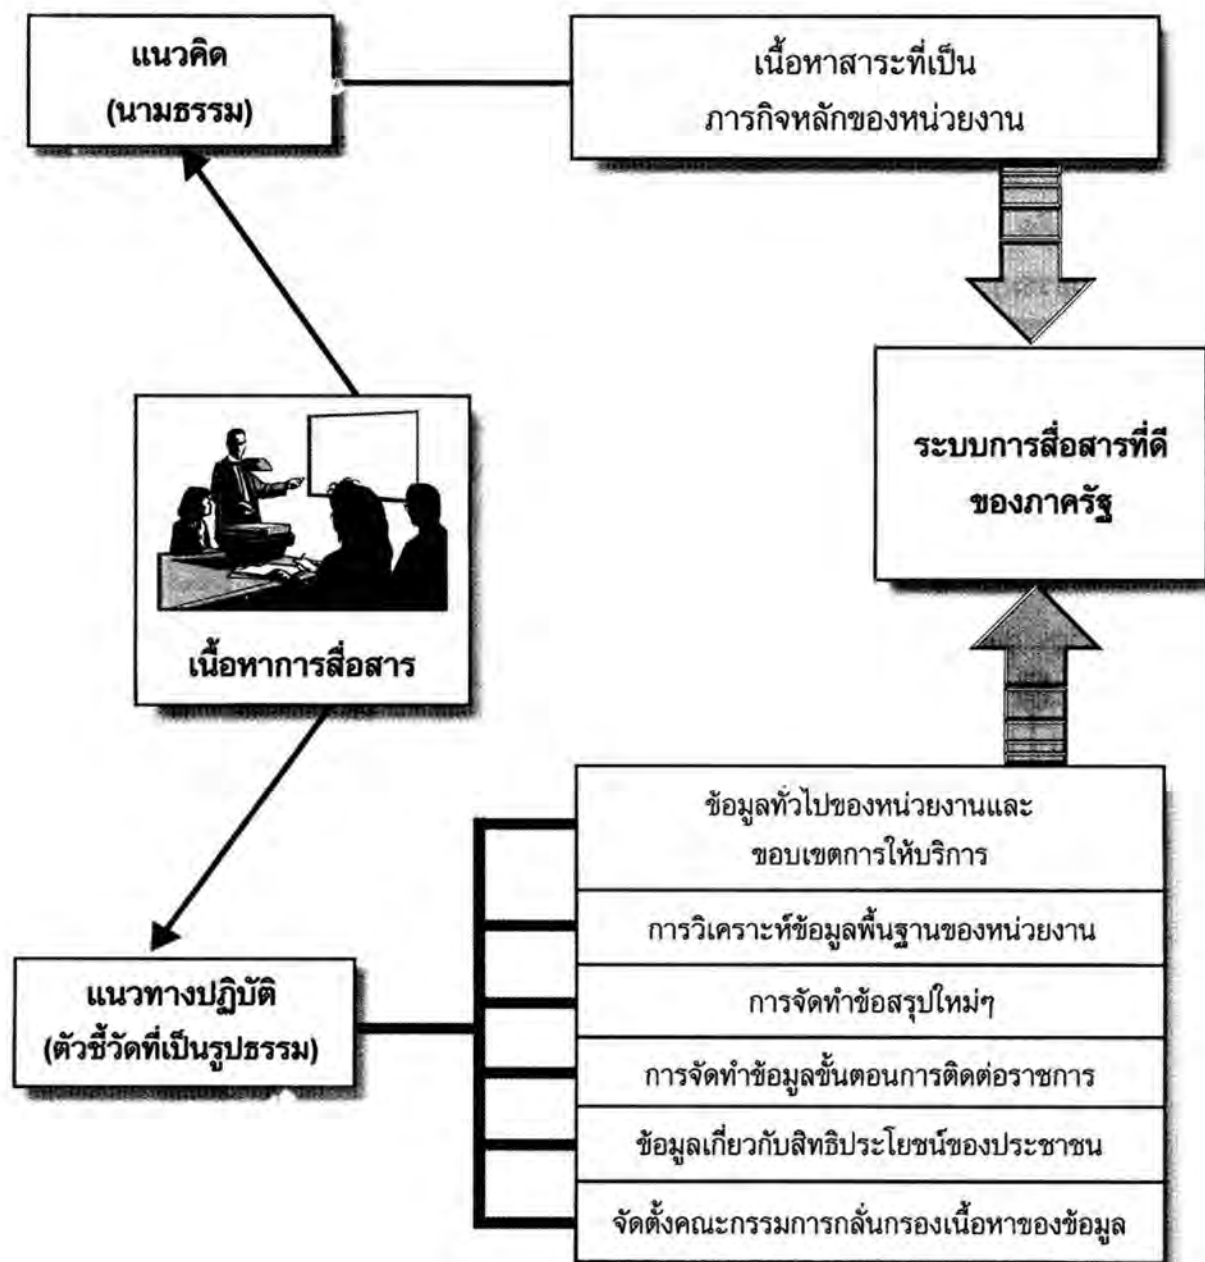 แนวคิด
(นามธรรม)
เนื้อหาสาระที่เป็น
ภารกิจหลักของหน่วยงาน
ระบบการสื่อสารที่ดี
ของภาครัฐ
เนื้อหาการสื่อสาร
แนวทางปฏิบัติ
(ตัวชี้วัดที่เป็นรูปธรรม)
ข้อมูลทั่วไปของหน่วยงานและ
ขอบเขตการให้บริการ
การวิเคราะห์ข้อมูลพื้นฐานของหน่วยงาน
การจัดทำข้อสรุปใหม่ๆ
การจัดทำข้อมูลขั้นตอนการติดต่อราชการ
ข้อมูลเกี่ยวกับสิทธิประโยชน์ของประชาชน
จัดตั้งคณะกรรมการกลั่นกรองเนื้อหาของข้อมูล